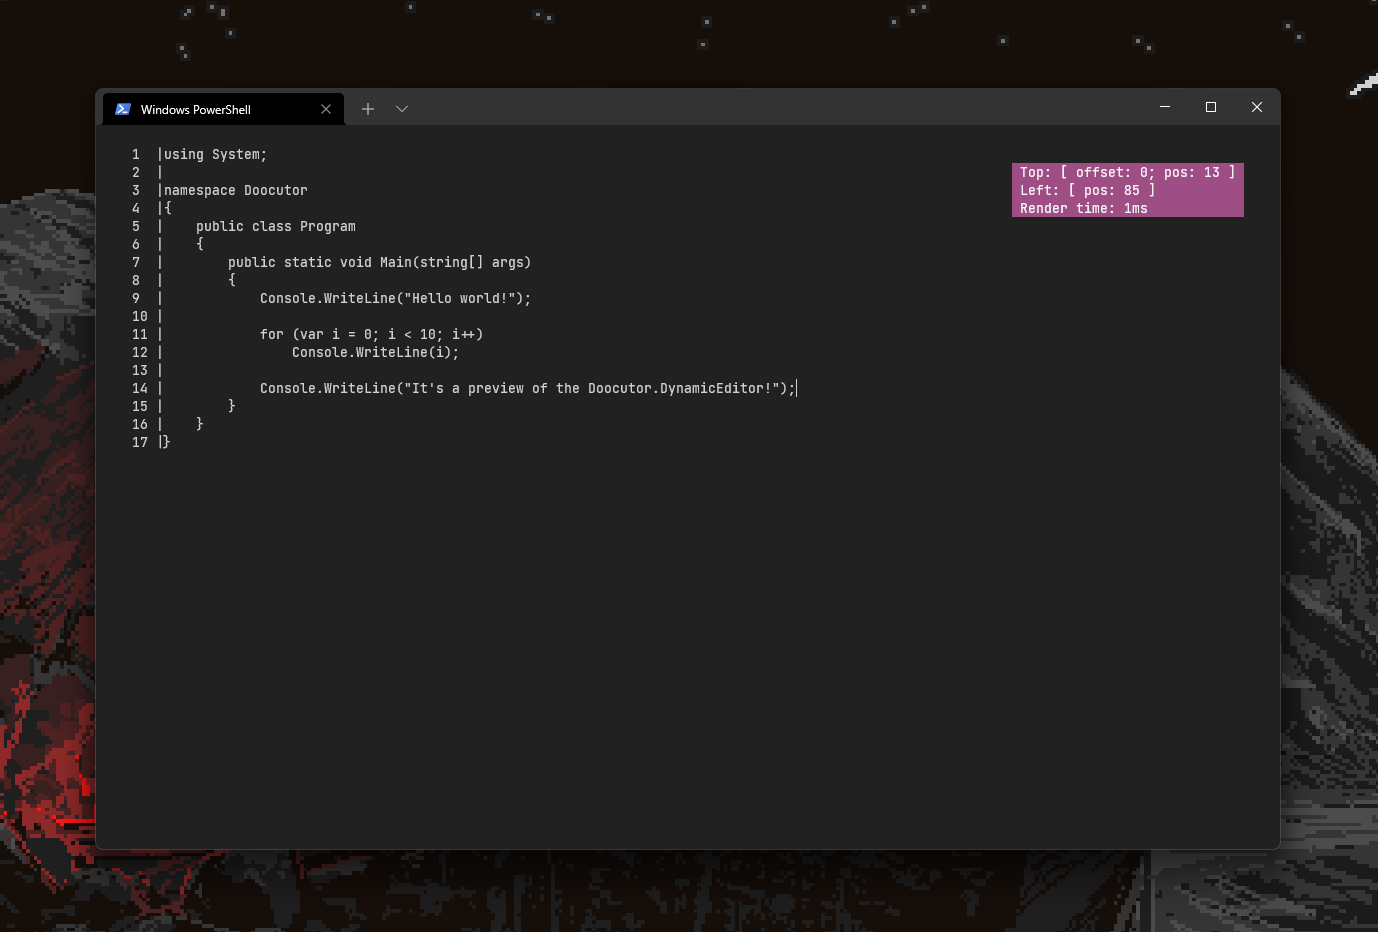 Windows PowerShell
1 |using System;
2 |
3 |namespace Doocutor
4 |{
5 |    public class Program
6 |    {
7 |        public static void Main(string[] args)
8 |        {
9 |            Console.WriteLine("Hello world!");
10 |
11 |            for (var i = 0; i < 10; i++)
12 |                Console.WriteLine(i);
13 |
14 |            Console.WriteLine("It's a preview of the Doocutor.DynamicEditor!");
15 |        }
16 |    }
17 |}
Top: [ offset: 0; pos: 13 ]
Left: [ pos: 85 ]
Render time: 1ms